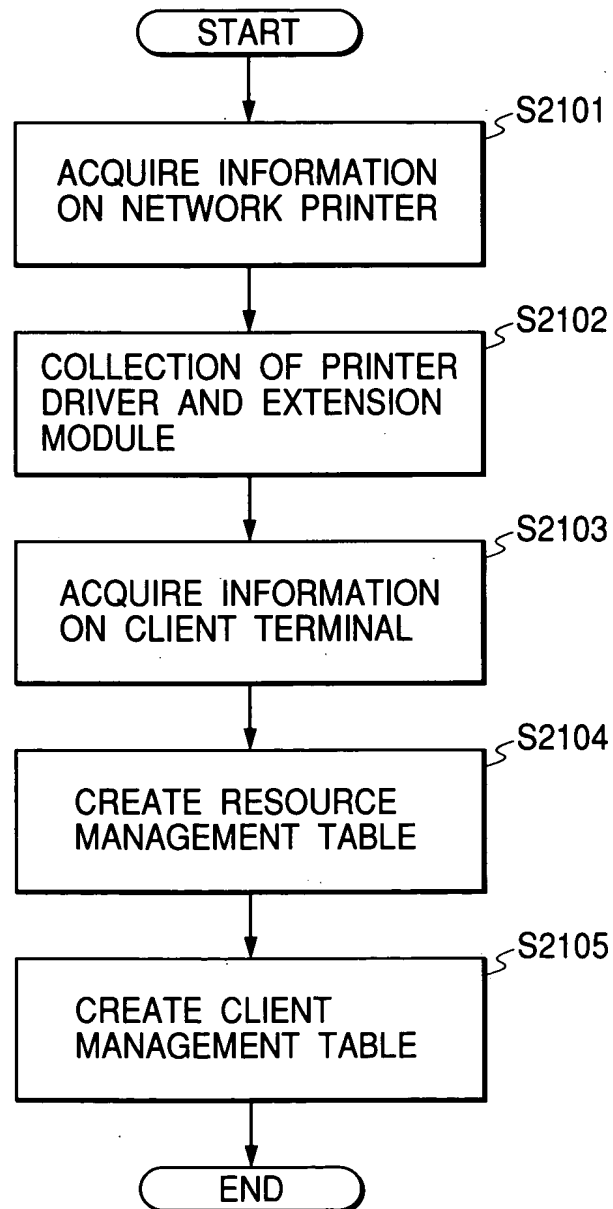 START
S2101
ACQUIRE INFORMATION
ON NETWORK PRINTER
S2102
COLLECTION OF PRINTER
DRIVER AND EXTENSION
MODULE
S2103
ACQUIRE INFORMATION
ON CLIENT TERMINAL
S2104
CREATE RESOURCE
MANAGEMENT TABLE
S2105
CREATE CLIENT
MANAGEMENT TABLE
END